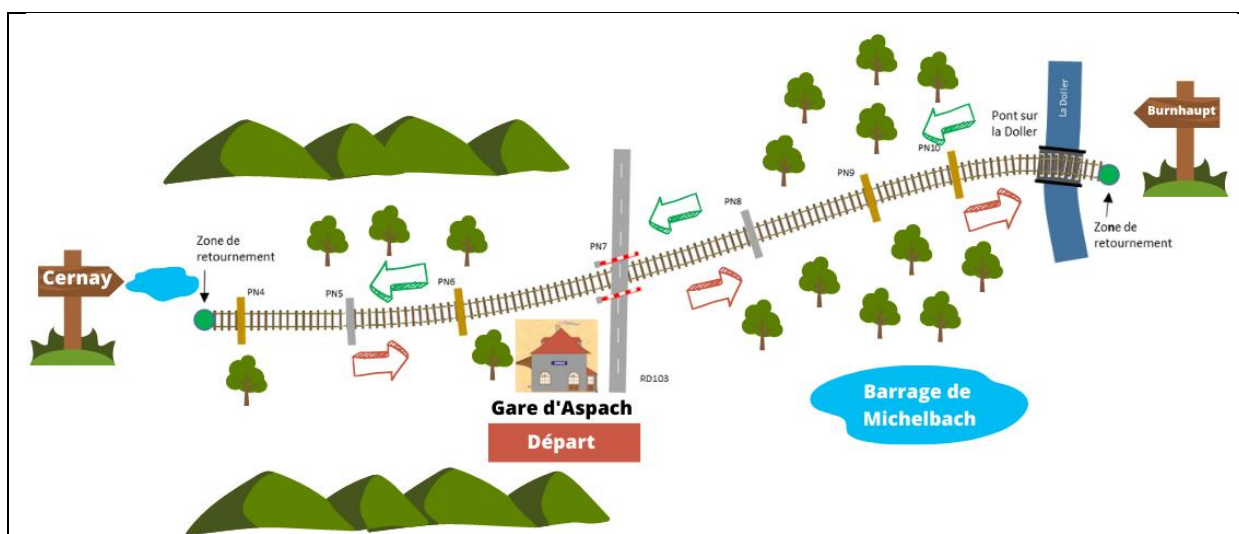 Cernay
Zone de
retournement
PN4
PN5
PN6
PN7
Gare d'Aspach
Départ
RD103
PN8
PN9
PN10
Pont sur
la Doller
La Doller
Burnhaupt
Zone de
retournement
Barrage de
Michelbach